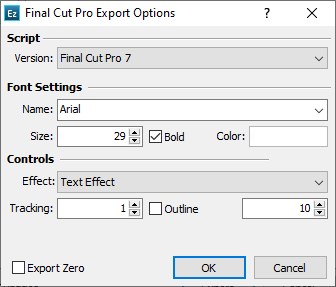 Ez Final Cut Pro Export Options
Script
Version: Final Cut Pro 7
Font Settings
Name: Arial
Size: 29 Bold Color:
Controls
Effect: Text Effect
Tracking: 1 Outline 10
Export Zero OK Cancel